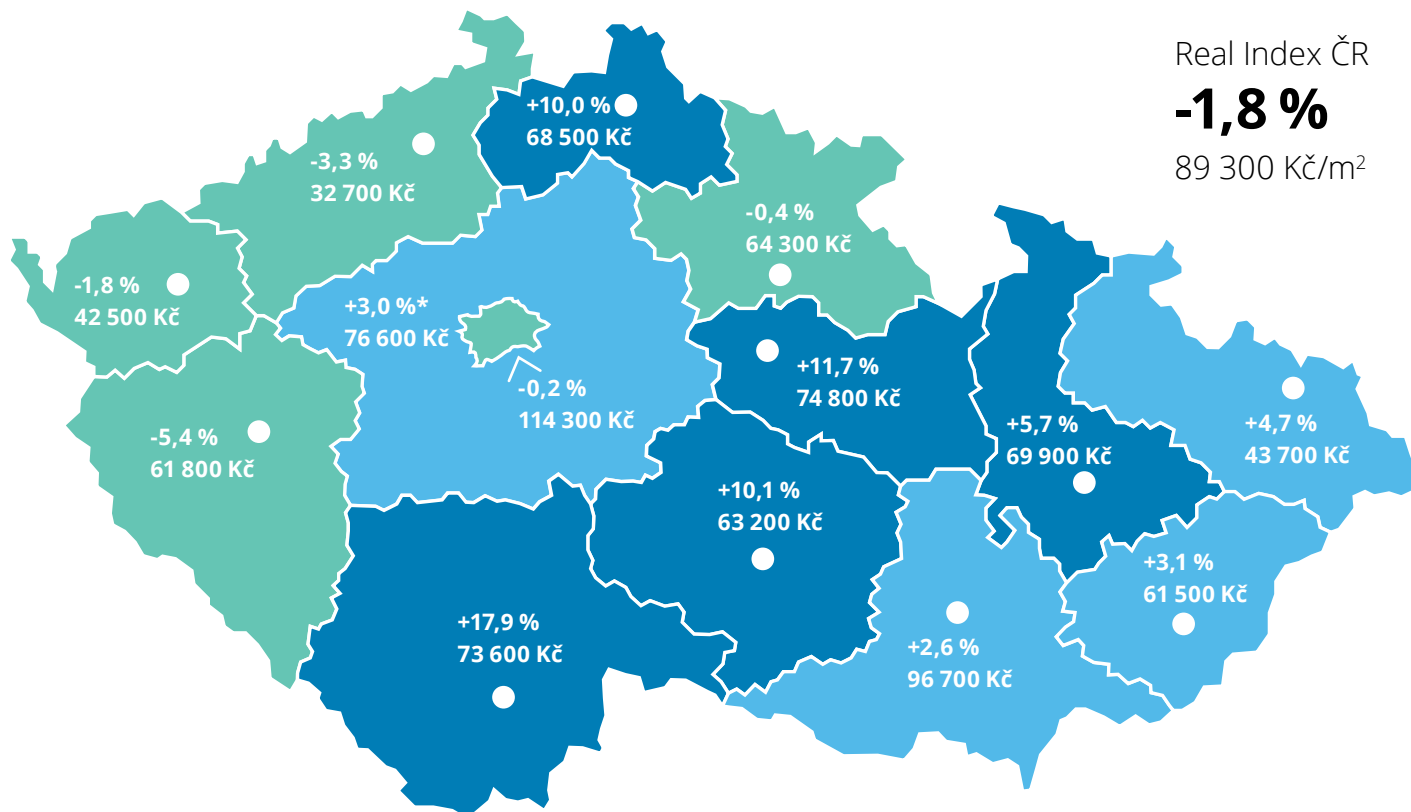 Real Index ČR
-1,8 %
89 300 Kč/m²
+10,0 %
68 500 Kč
-3,3 %
32 700 Kč
-0,4 %
64 300 Kč
-1,8 %
42 500 Kč
+3,0 %*
76 600 Kč
-0,2 %
114 300 Kč
+11,7 %
74 800 Kč
-5,4 %
61 800 Kč
+5,7 %
69 900 Kč
+4,7 %
43 700 Kč
+10,1 %
63 200 Kč
+3,1 %
61 500 Kč
+17,9 %
73 600 Kč
+2,6 %
96 700 Kč